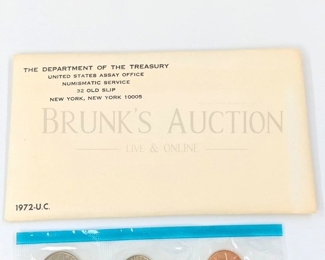 THE DEPARTMENT OF THE TREASURY
UNITED STATES ASSAY OFFICE
NUMISMATIC SERVICE
32 OLD SLIP
NEW YORK, NEW YORK 10005
BRUNK'S AUCTION
LIVE & ONLINE
1972-U.C.